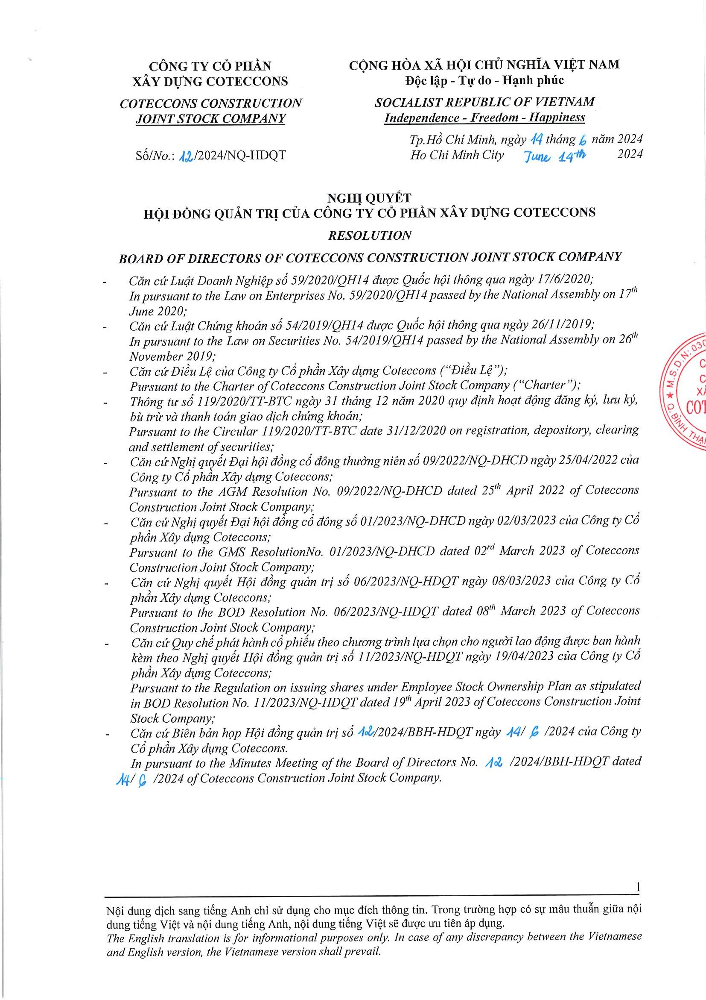 CÔNG TY CỔ PHẦN
XÂY DỰNG COTECCONS
COTECCONS CONSTRUCTION
JOINT STOCK COMPANY
Số/No.: 12/2024/NQ-HDQT
CỘNG HÒA XÃ HỘI CHỦ NGHĨA VIỆT NAM
Độc lập - Tự do - Hạnh phúc
SOCIALIST REPUBLIC OF VIETNAM
Independence - Freedom - Happiness
Tp.Hồ Chí Minh, ngày 14 tháng 6 năm 2024
Ho Chi Minh City June 14th 2024
NGHỊ QUYẾT
HỘI ĐỒNG QUẢN TRỊ CỦA CÔNG TY CỔ PHẦN XÂY DỰNG COTECCONS
RESOLUTION
BOARD OF DIRECTORS OF COTECCONS CONSTRUCTION JOINT STOCK COMPANY
- Căn cứ Luật Doanh Nghiệp số 59/2020/QH14 được Quốc hội thông qua ngày 17/6/2020;
In pursuant to the Law on Enterprises No. 59/2020/QH14 passed by the National Assembly on 17th
June 2020;
- Căn cứ Luật Chứng khoán số 54/2019/QH14 được Quốc hội thông qua ngày 26/11/2019;
In pursuant to the Law on Securities No. 54/2019/QH14 passed by the National Assembly on 26th
November 2019;
- Căn cứ Điều Lệ của Công ty Cổ phần Xây dựng Coteccons (“Điều Lệ”);
Pursuant to the Charter of Coteccons Construction Joint Stock Company (“Charter”);
- Thông tư số 119/2020/TT-BTC ngày 31 tháng 12 năm 2020 quy định hoạt động đăng ký, lưu ký,
bù trừ và thanh toán giao dịch chứng khoán;
Pursuant to the Circular 119/2020/TT-BTC date 31/12/2020 on registration, depository, clearing
and settlement of securities;
- Căn cứ Nghị quyết Đại hội đồng cổ đông thường niên số 09/2022/NQ-DHCD ngày 25/04/2022 của
Công ty Cổ phần Xây dựng Coteccons;
Pursuant to the AGM Resolution No. 09/2022/NQ-DHCD dated 25th April 2022 of Coteccons
Construction Joint Stock Company;
- Căn cứ Nghị quyết Đại hội đồng cổ đông số 01/2023/NQ-DHCD ngày 02/03/2023 của Công ty Cổ
phần Xây dựng Coteccons;
Pursuant to the GMS ResolutionNo. 01/2023/NQ-DHCD dated 02rd March 2023 of Coteccons
Construction Joint Stock Company;
- Căn cứ Nghị quyết Hội đồng quản trị số 06/2023/NQ-HDQT ngày 08/03/2023 của Công ty Cổ
phần Xây dựng Coteccons;
Pursuant to the BOD Resolution No. 06/2023/NQ-HDQT dated 08th March 2023 of Coteccons
Construction Joint Stock Company;
- Căn cứ Quy chế phát hành cổ phiếu theo chương trình lựa chọn cho người lao động được ban hành
kèm theo Nghị quyết Hội đồng quản trị số 11/2023/NQ-HDQT ngày 19/04/2023 của Công ty Cổ
phần Xây dựng Coteccons;
Pursuant to the Regulation on issuing shares under Employee Stock Ownership Plan as stipulated
in BOD Resolution No. 11/2023/NQ-HDQT dated 19th April 2023 of Coteccons Construction Joint
Stock Company;
- Căn cứ Biên bản họp Hội đồng quản trị số 12/2024/BBH-HDQT ngày 14/ 6 /2024 của Công ty
Cổ phần Xây dựng Coteccons.
In pursuant to the Minutes Meeting of the Board of Directors No. 12 /2024/BBH-HDQT dated
14/ 6 /2024 of Coteccons Construction Joint Stock Company.
★ M.S.D.N: 030
Q.BÌNH
1
Nội dung dịch sang tiếng Anh chỉ sử dụng cho mục đích thông tin. Trong trường hợp có sự mâu thuẫn giữa nội
dung tiếng Việt và nội dung tiếng Anh, nội dung tiếng Việt sẽ được ưu tiên áp dụng.
The English translation is for informational purposes only. In case of any discrepancy between the Vietnamese
and English version, the Vietnamese version shall prevail.